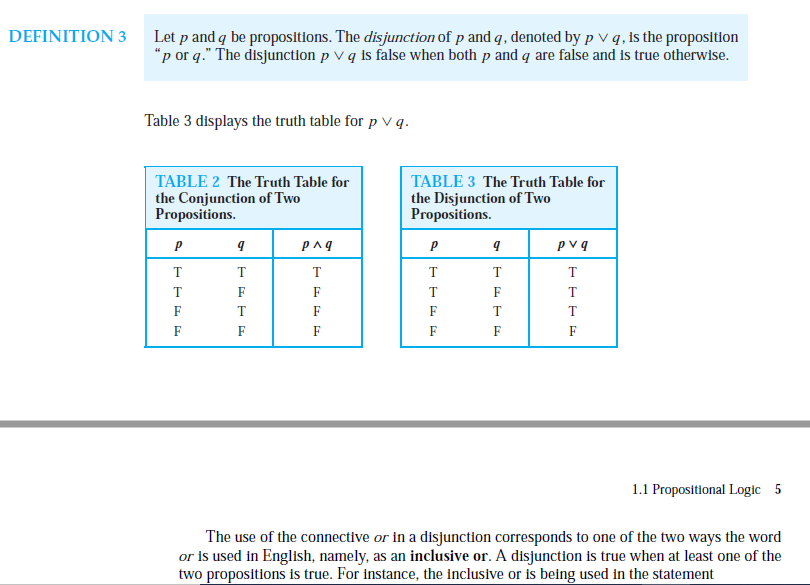 DEFINITION 3
Let p and q be propositions. The disjunction of p and q, denoted by p ∨ q, is the proposition
“p or q.” The disjunction p ∨ q is false when both p and q are false and is true otherwise.
Table 3 displays the truth table for p ∨ q.
TABLE 2 The Truth Table for
the Conjunction of Two
Propositions.
p q p ∧ q
T T T
T F F
F T F
F F F
TABLE 3 The Truth Table for
the Disjunction of Two
Propositions.
p q p ∨ q
T T T
T F T
F T T
F F F
1.1 Propositional Logic 5
The use of the connective or in a disjunction corresponds to one of the two ways the word
or is used in English, namely, as an inclusive or. A disjunction is true when at least one of the
two propositions is true. For instance, the inclusive or is being used in the statement